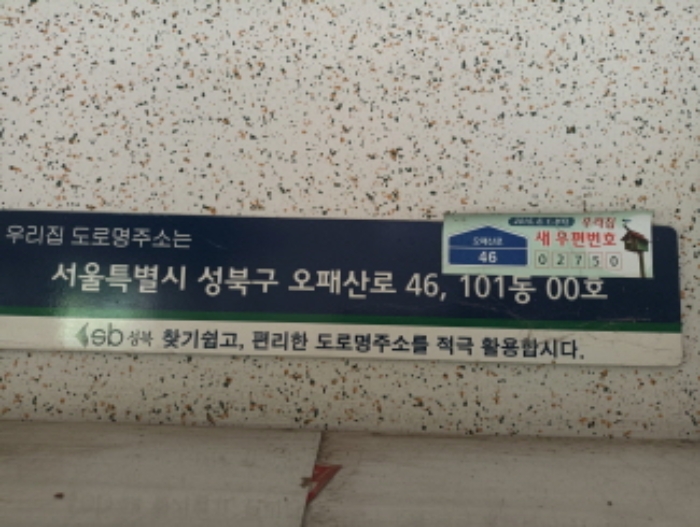 우리집 도로명주소는
서울특별시 성북구 오패산로 46, 101동 00호
sb 성북 찾기쉽고, 편리한 도로명주소를 적극 활용합시다.
우리집
새 우편번호
오패산로
46
02750